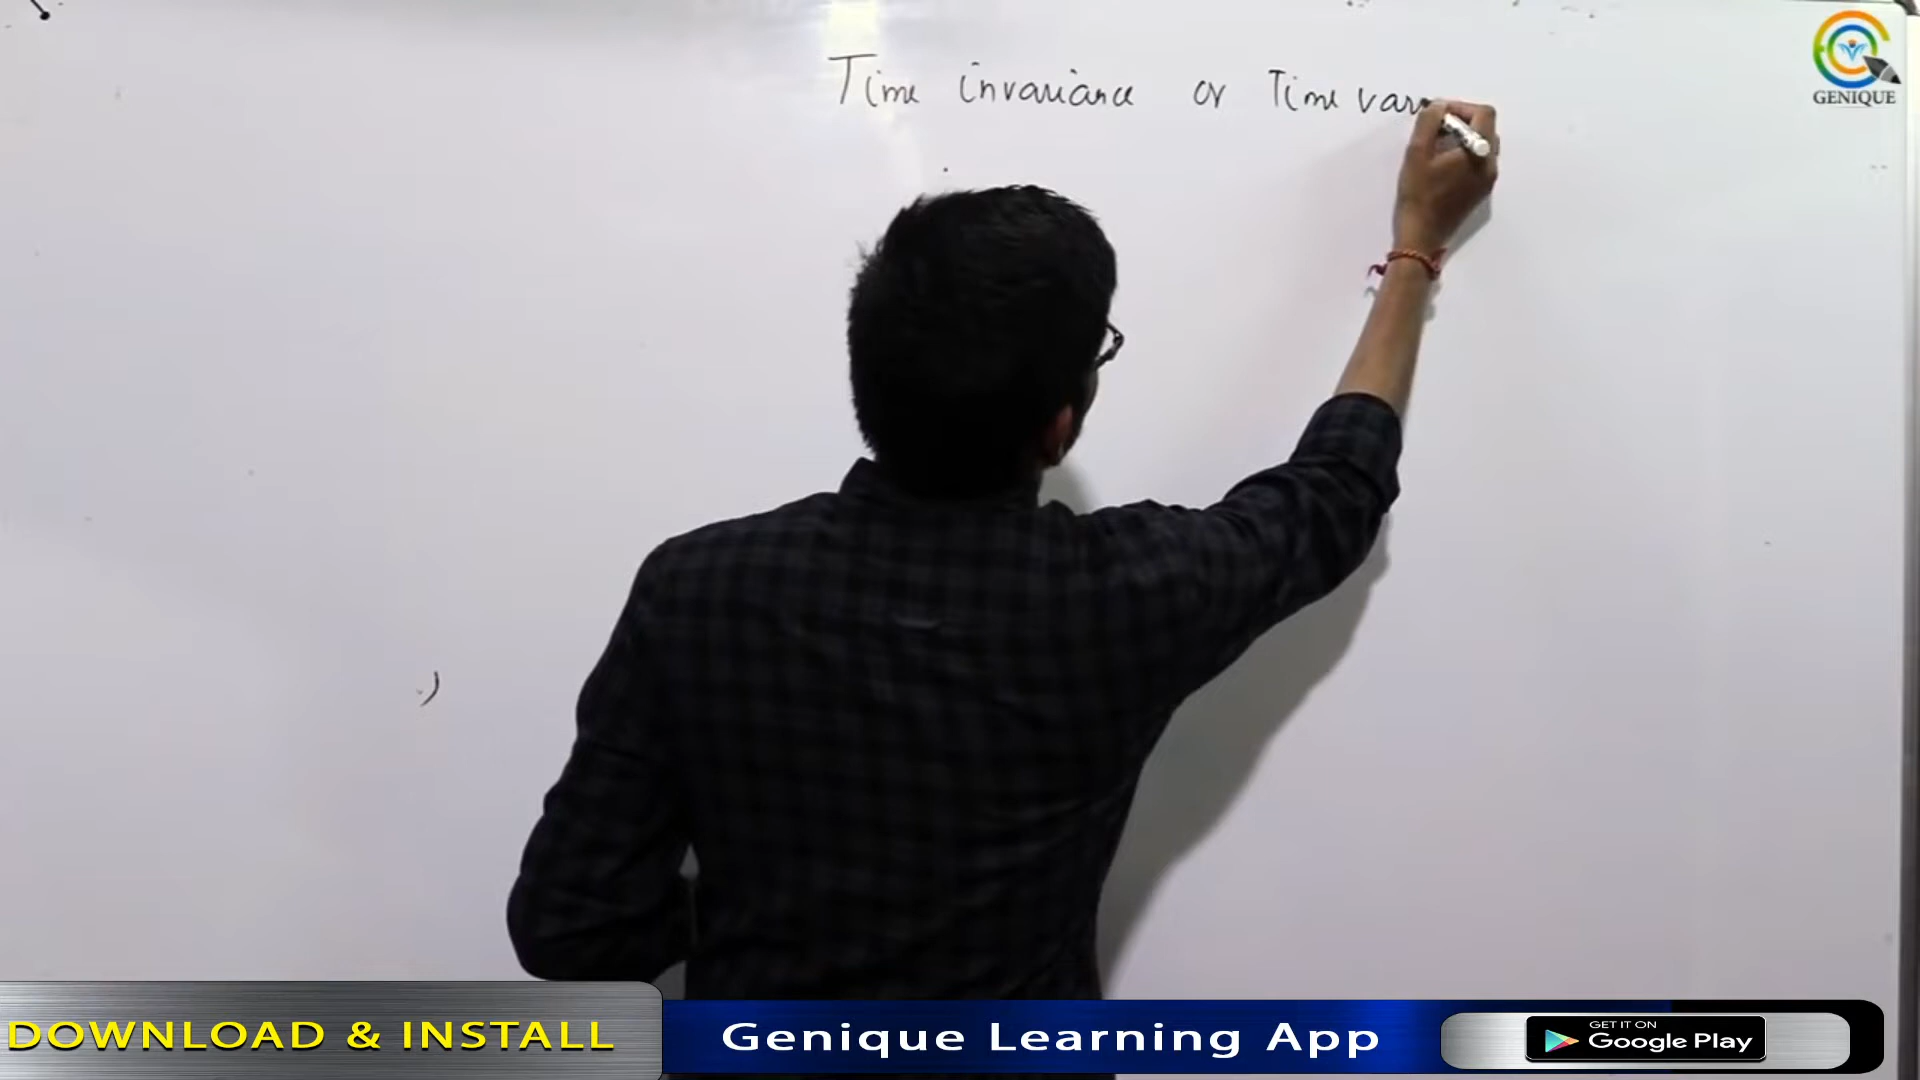 Time invariance or Time var
GENIQUE
DOWNLOAD & INSTALL
Genique Learning App
GET IT ON
Google Play